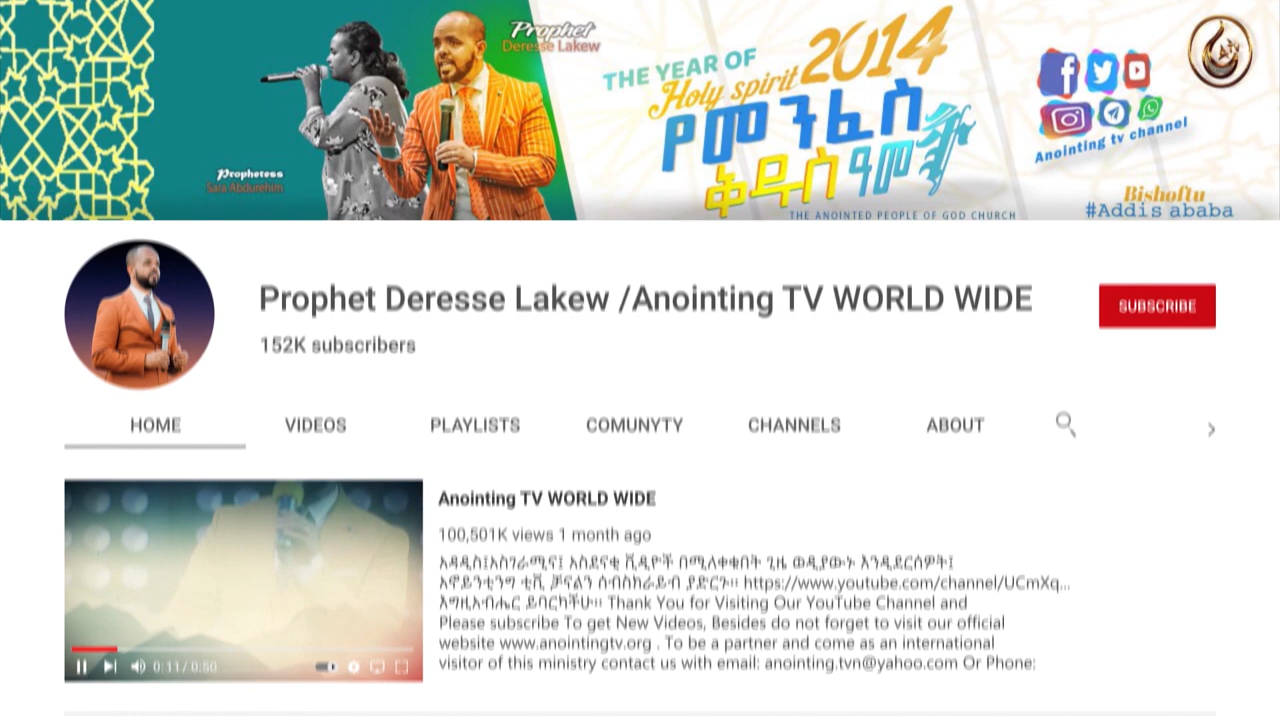 Prophet
Deresse Lakew
THE YEAR OF
Holy spirit 2014
የመንፈስ
ቅዱስ ዓመት
Prophetess
Sara Abdurehim
THE ANOINTED PEOPLE OF GOD CHURCH
Anointing tv channel
Bishoftu
#Addis ababa
Prophet Deresse Lakew /Anointing TV WORLD WIDE
152K subscribers
SUBSCRIBE
HOME VIDEOS PLAYLISTS COMUNYTY CHANNELS ABOUT
Anointing TV WORLD WIDE
100,501K views 1 month ago
አዳዲስ፤አስገራሚና፤ አስደናቂ ቪዲዮች በሚለቀቁበት ጊዜ ወዲያውኑ እንዲደርሰዎት፤
አኖይንቲንግ ቲቪ ቻናልን ሰብስክራይብ ያድርጉ። https://www.youtube.com/channel/UCmXq...
እግዚአብሔር ይባርካችሁ። Thank You for Visiting Our YouTube Channel and
Please subscribe To get New Videos, Besides do not forget to visit our official
website www.anointingtv.org . To be a partner and come as an international
visitor of this ministry contact us with email: anointing.tvn@yahoo.com Or Phone:
0:11 / 0:50